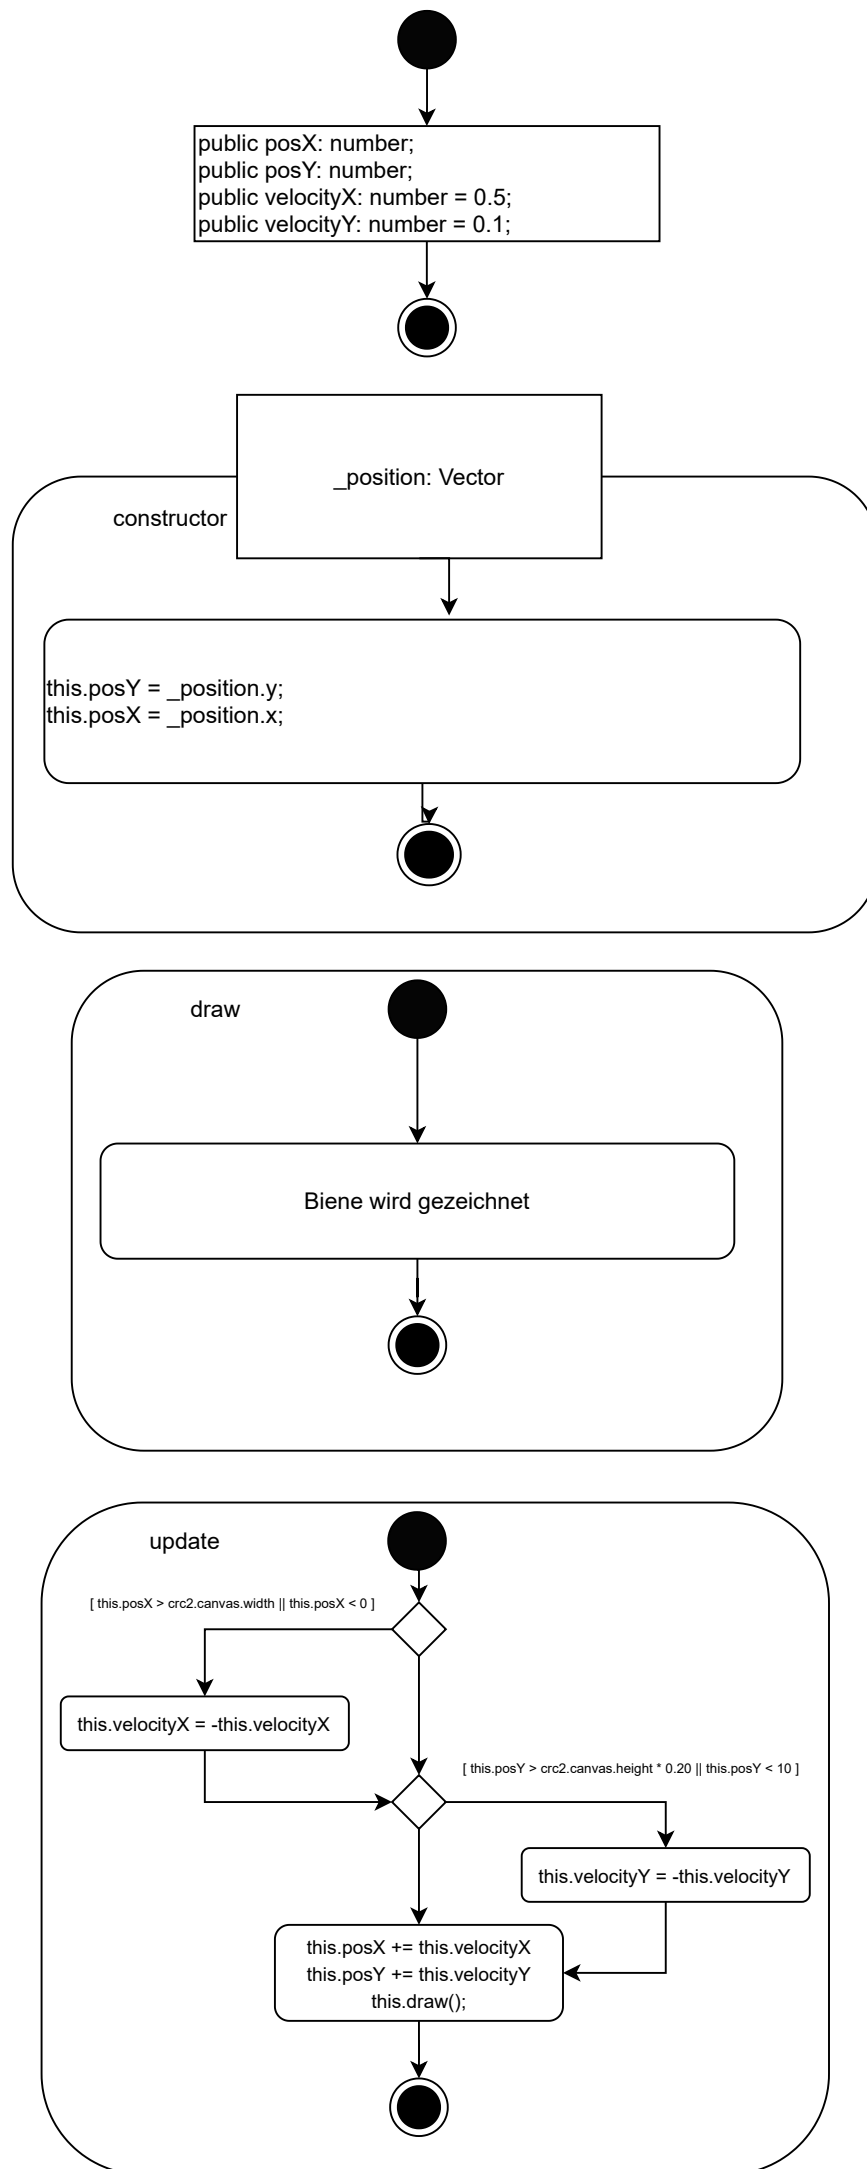 public posX: number;
public posY: number;
public velocityX: number = 0.5;
public velocityY: number = 0.1;
_position: Vector
constructor
this.posY = _position.y;
this.posX = _position.x;
draw
Biene wird gezeichnet
update
[ this.posX > crc2.canvas.width || this.posX < 0 ]
this.velocityX = -this.velocityX
[ this.posY > crc2.canvas.height * 0.20 || this.posY < 10 ]
this.velocityY = -this.velocityY
this.posX += this.velocityX
this.posY += this.velocityY
this.draw();